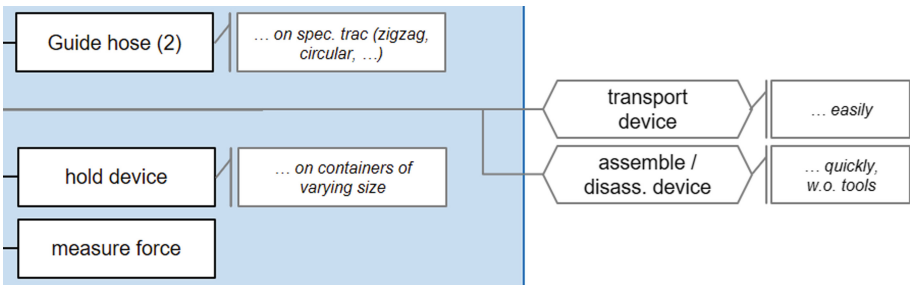 Guide hose (2)
… on spec. trac (zigzag,
circular, …)
transport
device
… easily
hold device
… on containers of
varying size
assemble /
disass. device
… quickly,
w.o. tools
measure force